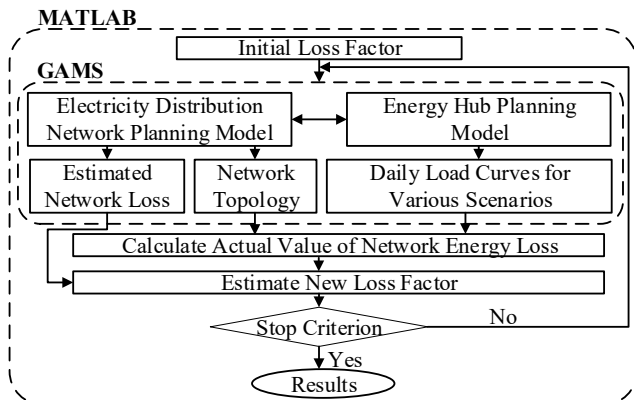 MATLAB
Initial Loss Factor
GAMS
Electricity Distribution
Network Planning Model
Energy Hub Planning
Model
Estimated
Network Loss
Network
Topology
Daily Load Curves for
Various Scenarios
Calculate Actual Value of Network Energy Loss
Estimate New Loss Factor
Stop Criterion
No
Yes
Results